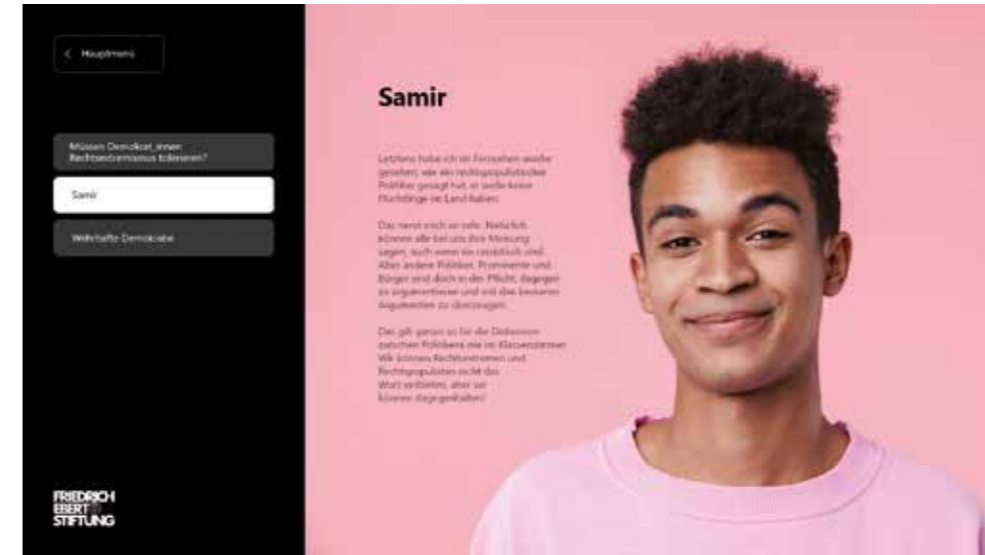 Hauptmenü
Müssen Demokrat_innen
Rechtsextremismus tolerieren?
Samir
Wehrhafte Demokratie
FRIEDRICH
EBERT
STIFTUNG
Samir
Letztens habe ich im Fernsehen wieder
gesehen, wie ein rechtspopulistischer
Politiker gesagt hat, er wolle keine
Flüchtlinge im Land haben.
Das nervt mich so sehr. Natürlich
können alle bei uns ihre Meinung
sagen, auch wenn sie rassistisch sind.
Aber andere Politiker, Prominente und
Bürger sind doch in der Pflicht, dagegen
zu argumentieren und mit den besseren
Argumenten zu überzeugen.
Das gilt genau so für die Diskussion
zwischen Politikern wie im Klassenzimmer.
Wir können Rechtsextremen und
Rechtspopulisten nicht das
Wort verbieten, aber wir
können dagegenhalten!